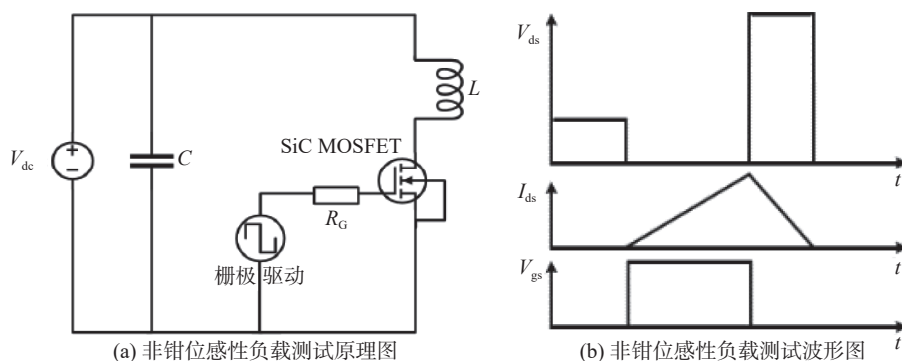 V_dc
+
−
C
L
SiC MOSFET
R_G
栅极 驱动
(a) 非钳位感性负载测试原理图
V_ds
t
I_ds
t
V_gs
t
(b) 非钳位感性负载测试波形图